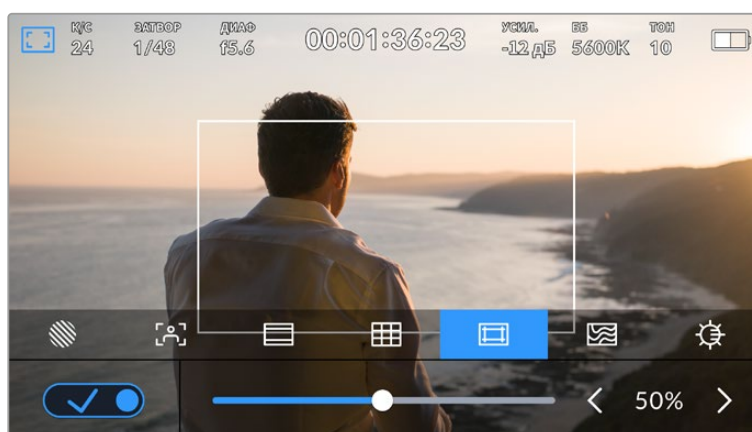 К/С ЗАТВОР ДИАФ 00:01:36:23 УСИЛ. ББ ТОН
24 1/48 f5.6 -12 дБ 5600K 10
50%